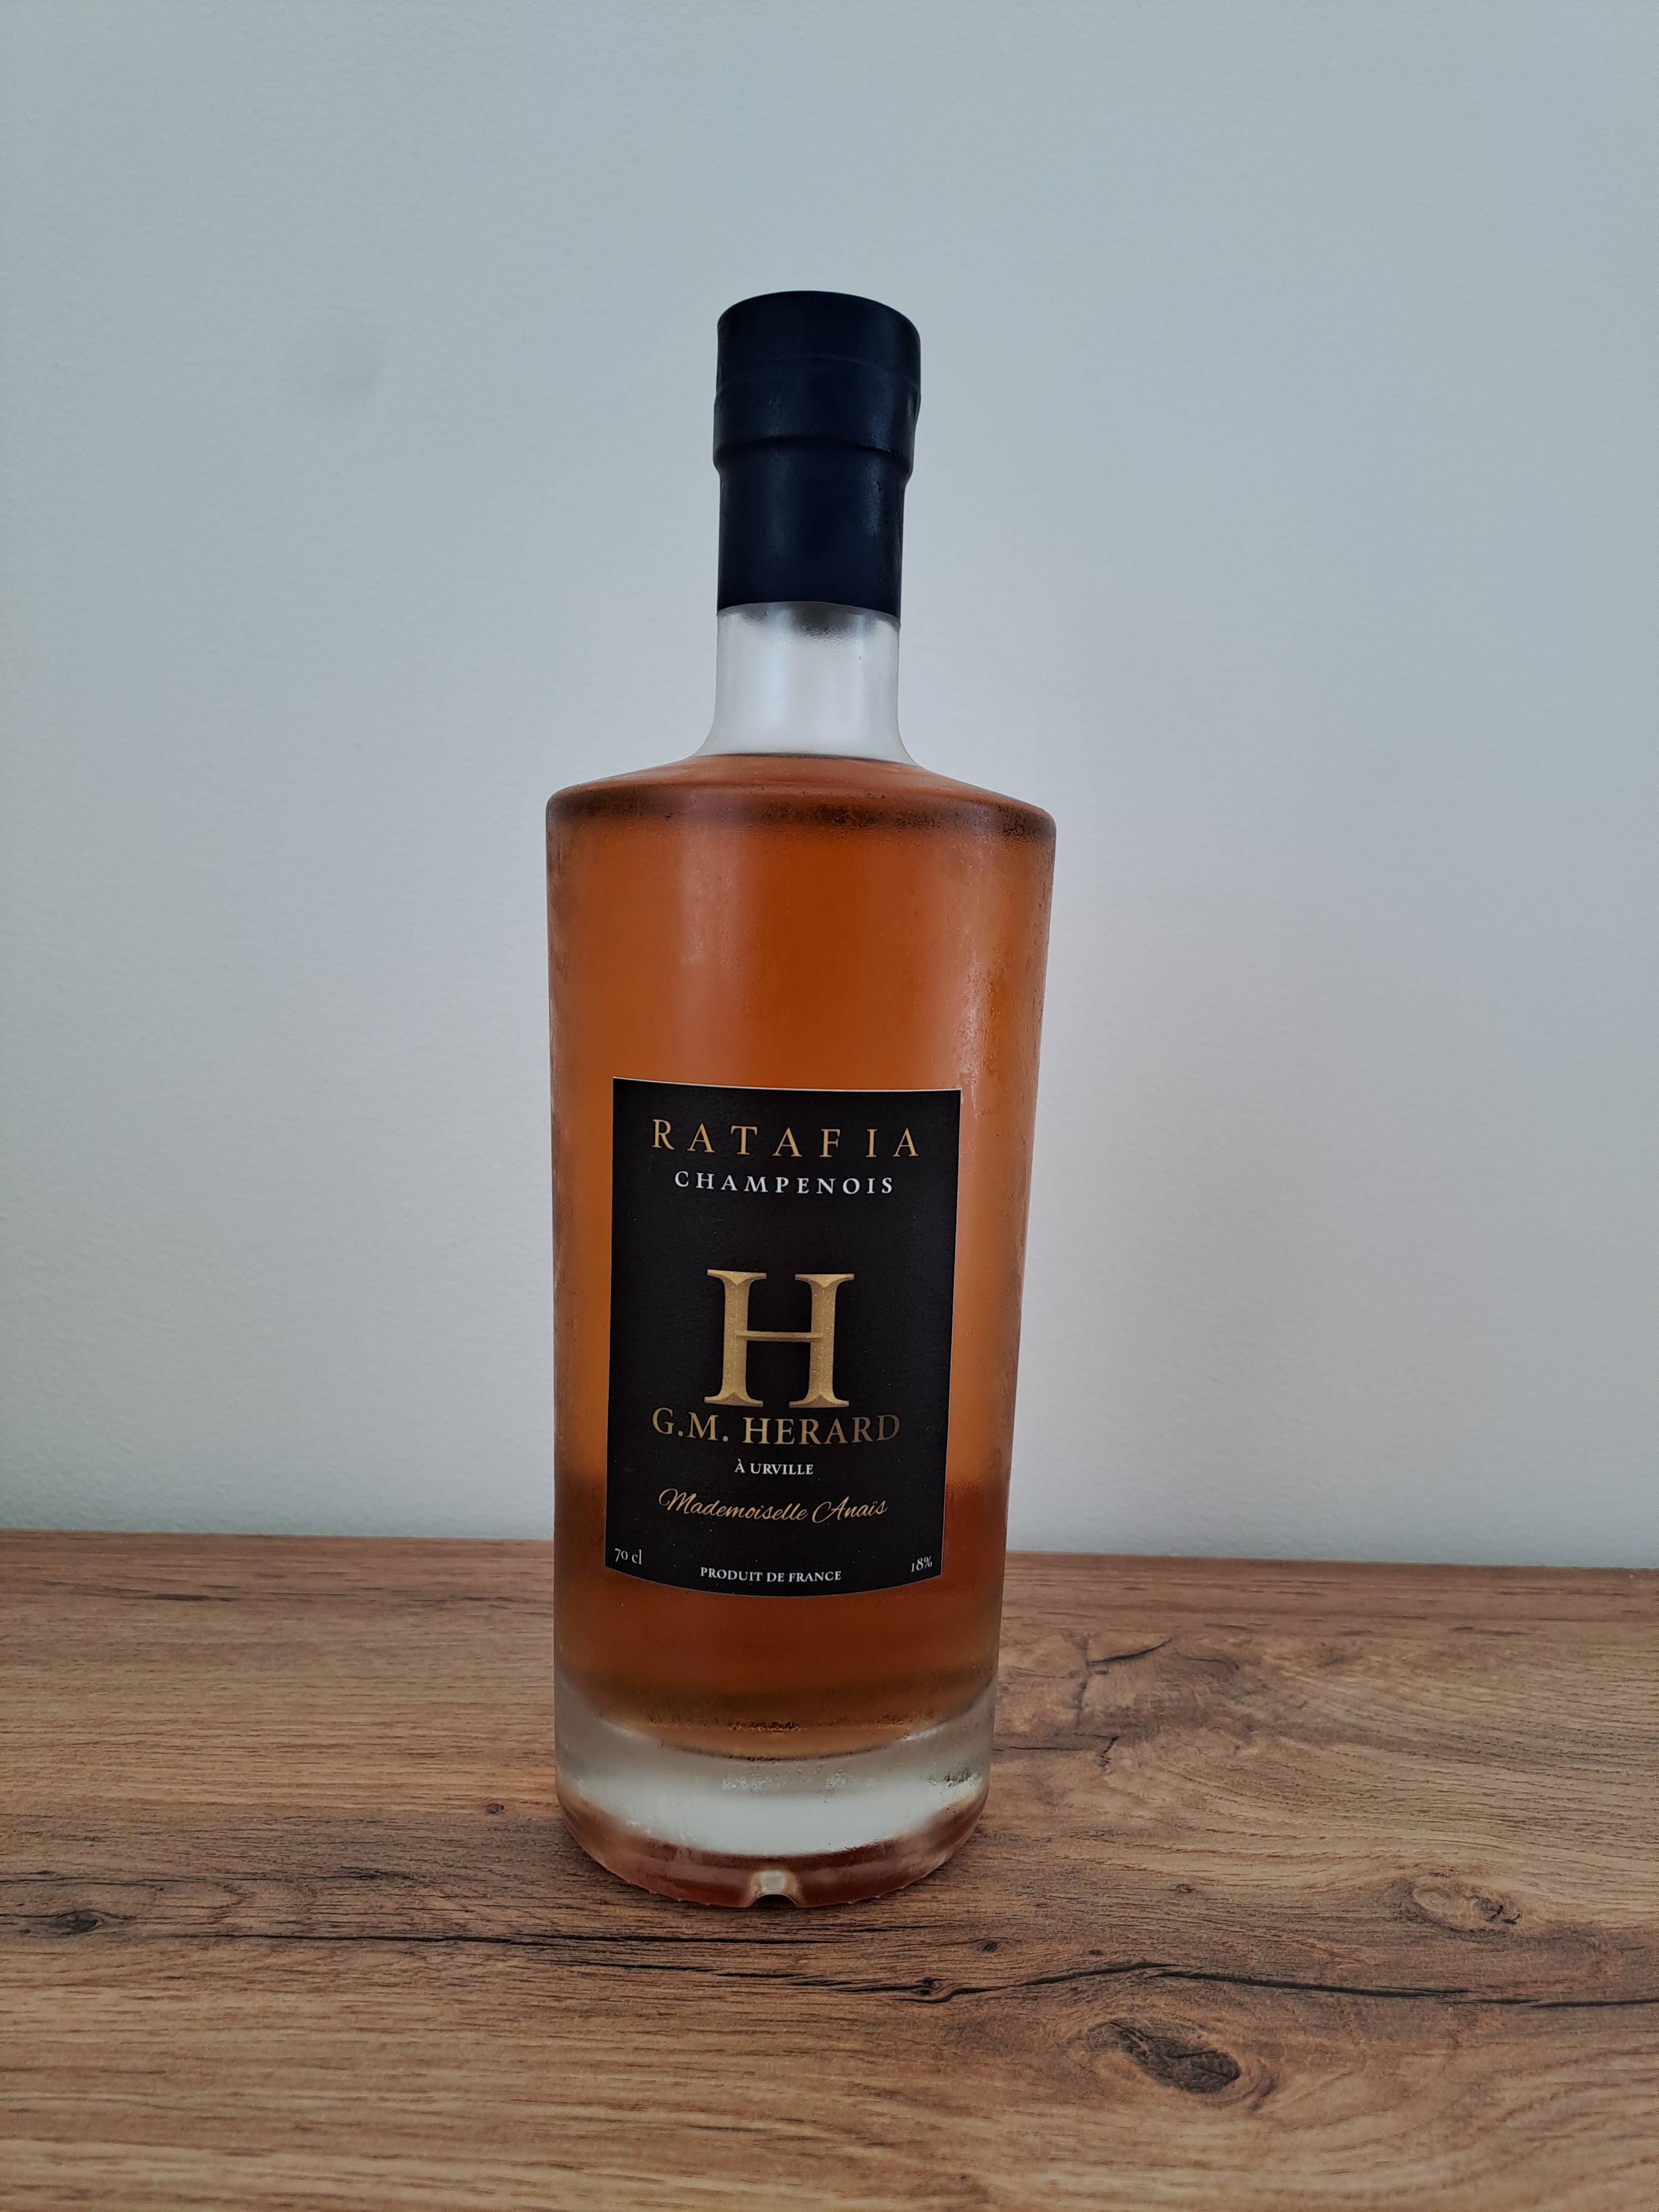 RATAFIA
CHAMPENOIS
H
G.M. HERARD
À URVILLE
Mademoiselle Anaïs
70 cl
18%
PRODUIT DE FRANCE